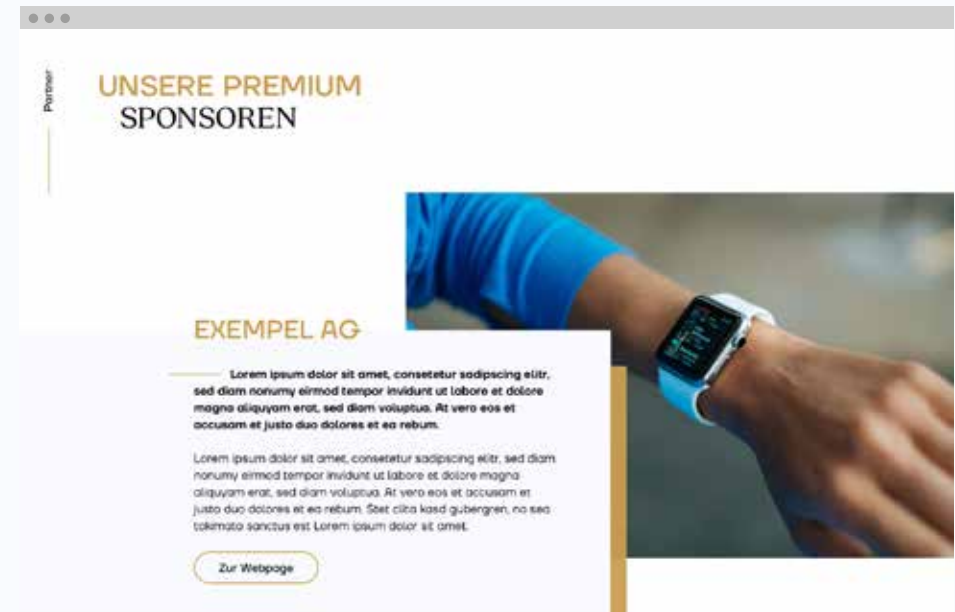 Partner
UNSERE PREMIUM
SPONSOREN
EXEMPEL AG
Lorem ipsum dolor sit amet, consetetur sadipscing elitr,
sed diam nonumy eirmod tempor invidunt ut labore et dolore
magna aliquyam erat, sed diam voluptua. At vero eos et
accusam et justo duo dolores et ea rebum.
Lorem ipsum dolor sit amet, consetetur sadipscing elitr, sed diam
nonumy eirmod tempor invidunt ut labore et dolore magna
aliquyam erat, sed diam voluptua. At vero eos et accusam et
justo duo dolores et ea rebum. Stet clita kasd gubergren, no sea
takimata sanctus est Lorem ipsum dolor sit amet.
Zur Webpage